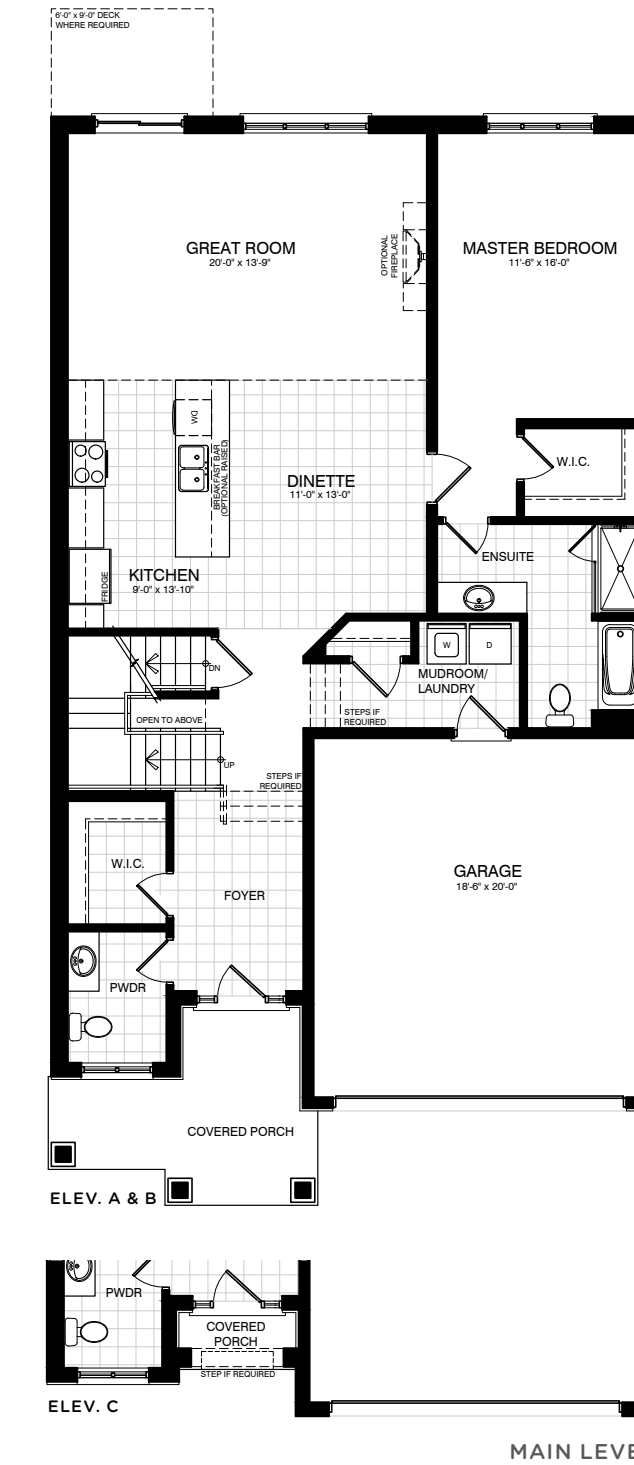 6'-0" x 9'-0" DECK
WHERE REQUIRED
GREAT ROOM
20'-0" x 13'-9"
OPTIONAL
FIREPLACE
MASTER BEDROOM
11'-6" x 16'-0"
DW
BREAKFAST BAR
(OPTIONAL RAISED)
W.I.C.
DINETTE
11'-0" x 13'-0"
ENSUITE
KITCHEN
9'-0" x 13'-10"
FRIDGE
W
D
DN
MUDROOM/
LAUNDRY
OPEN TO ABOVE
STEPS IF
REQUIRED
UP
STEPS IF
REQUIRED
W.I.C.
GARAGE
18'-6" x 20'-0"
FOYER
PWDR
COVERED PORCH
ELEV. A & B
PWDR
COVERED
PORCH
STEP IF REQUIRED
ELEV. C
MAIN LEVE